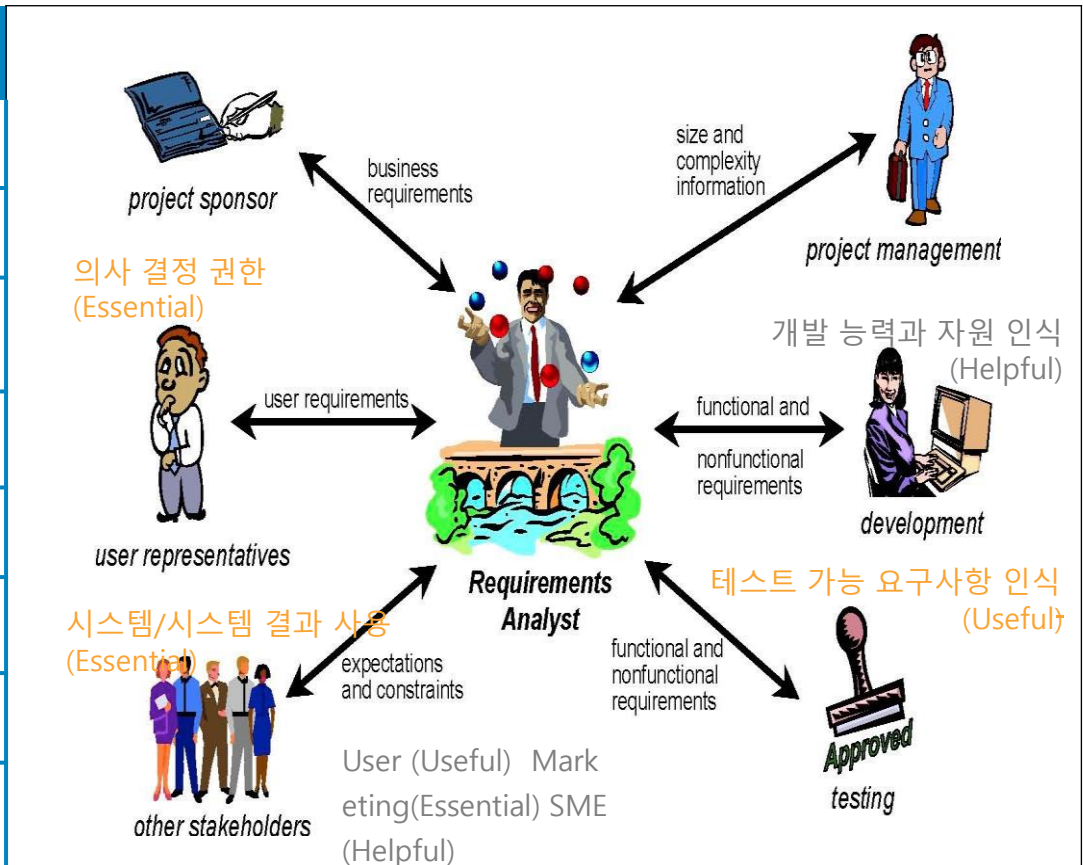 project sponsor
business
requirements
size and
complexity
information
project management
의사 결정 권한
(Essential)
개발 능력과 자원 인식
(Helpful)
user requirements
functional and
nonfunctional
requirements
user representatives
development
Requirements
Analyst
시스템/시스템 결과 사용
(Essential)
테스트 가능 요구사항 인식
(Useful)
expectations
and constraints
functional and
nonfunctional
requirements
User (Useful) Mark
eting(Essential) SME
(Helpful)
other stakeholders
Approved
testing